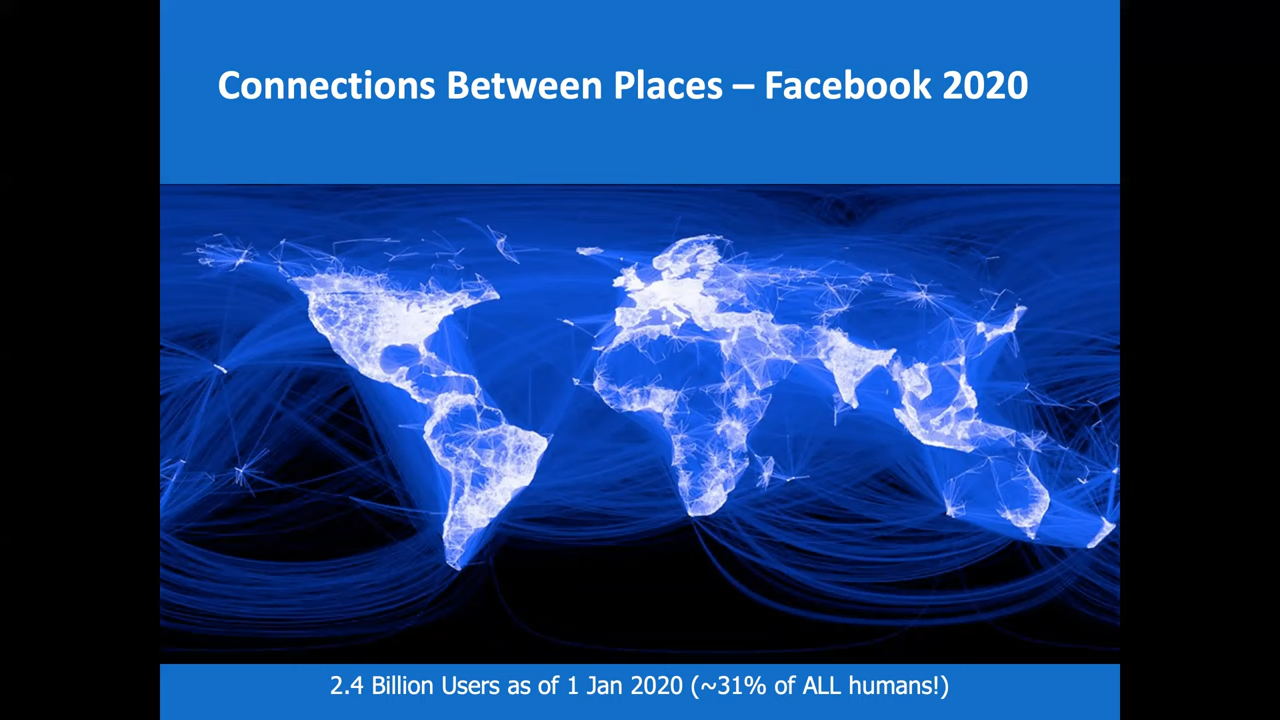 Connections Between Places – Facebook 2020
2.4 Billion Users as of 1 Jan 2020 (~31% of ALL humans!)